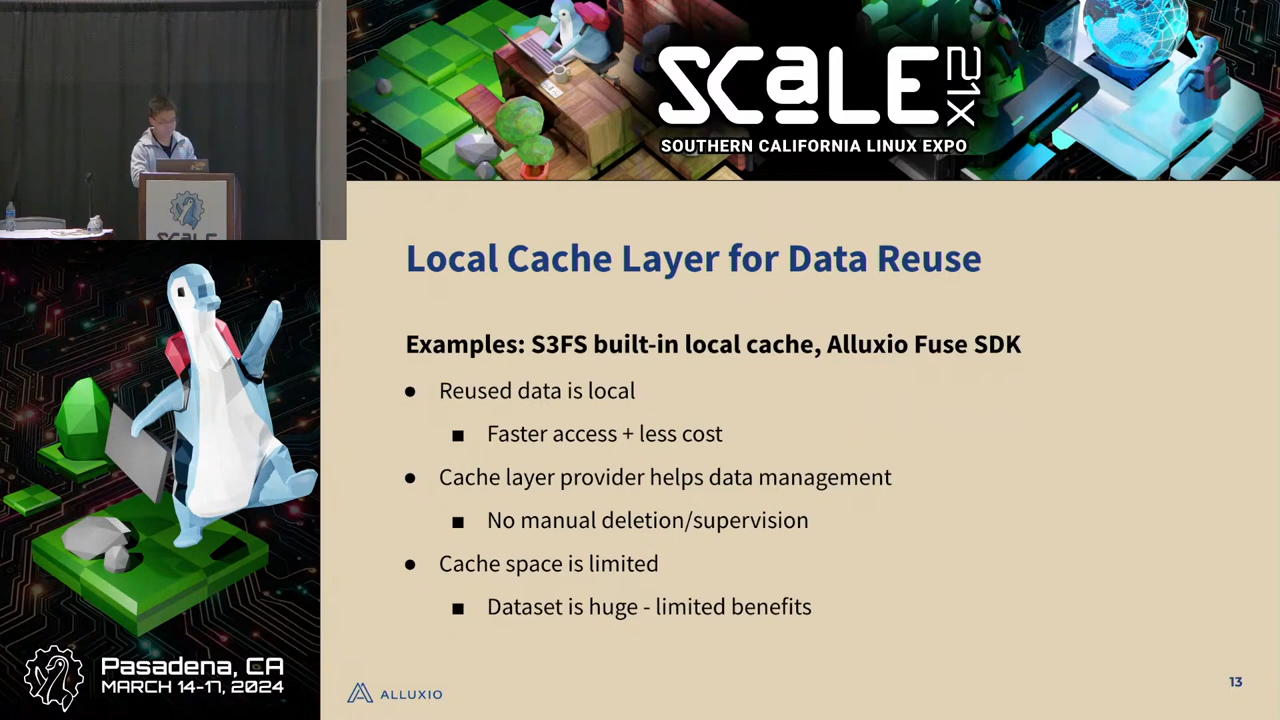 SCALE
21X
SOUTHERN CALIFORNIA LINUX EXPO
SCALE
Local Cache Layer for Data Reuse
Examples: S3FS built-in local cache, Alluxio Fuse SDK
● Reused data is local
■ Faster access + less cost
● Cache layer provider helps data management
■ No manual deletion/supervision
● Cache space is limited
■ Dataset is huge - limited benefits
Pasadena, CA
MARCH 14-17, 2024
ALLUXIO
13